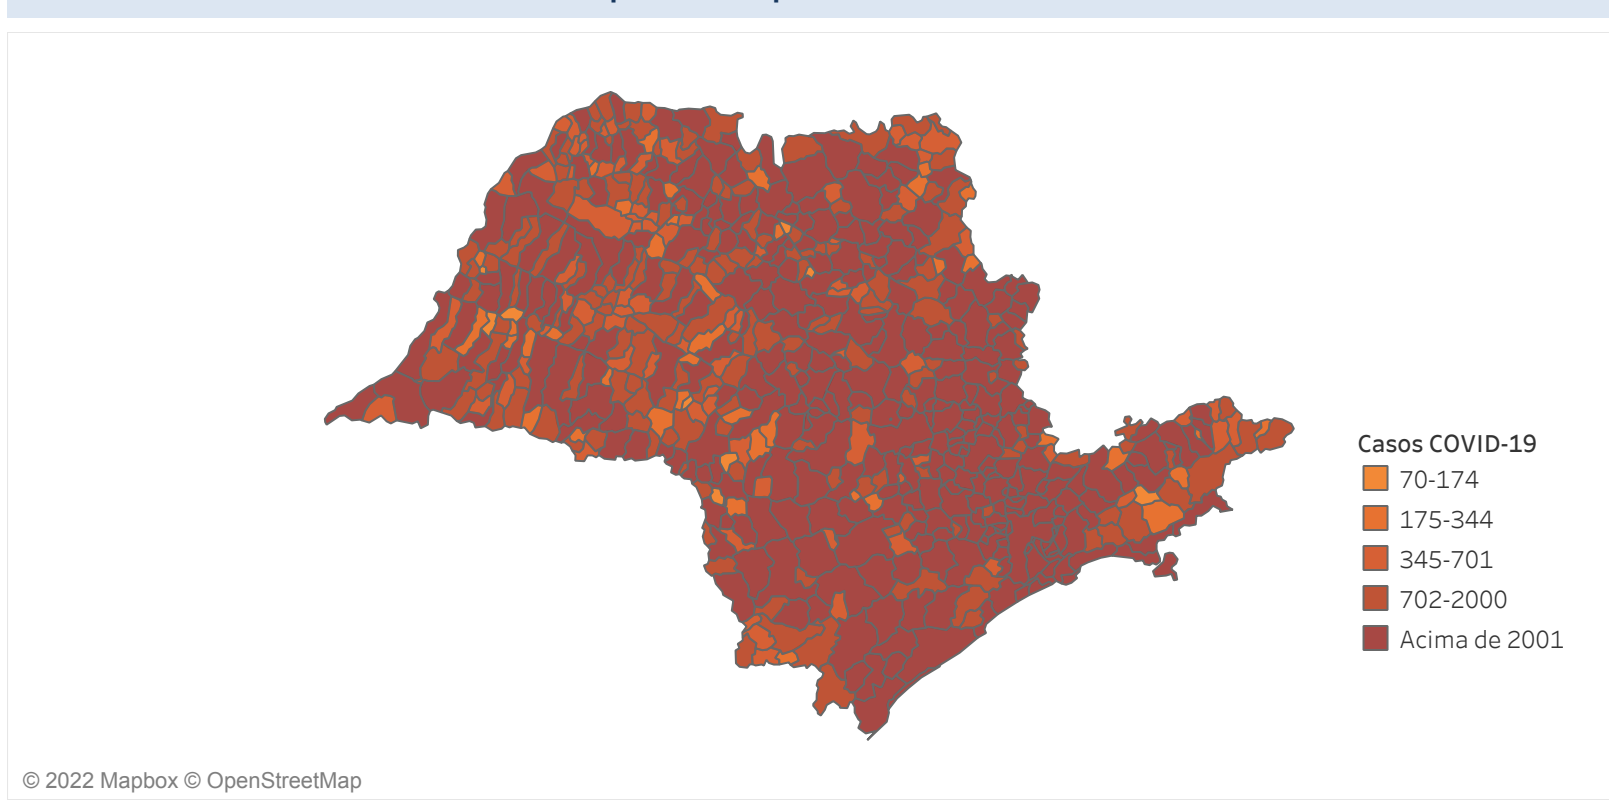 Casos COVID-19
70-174
175-344
345-701
702-2000
Acima de 2001
© 2022 Mapbox © OpenStreetMap